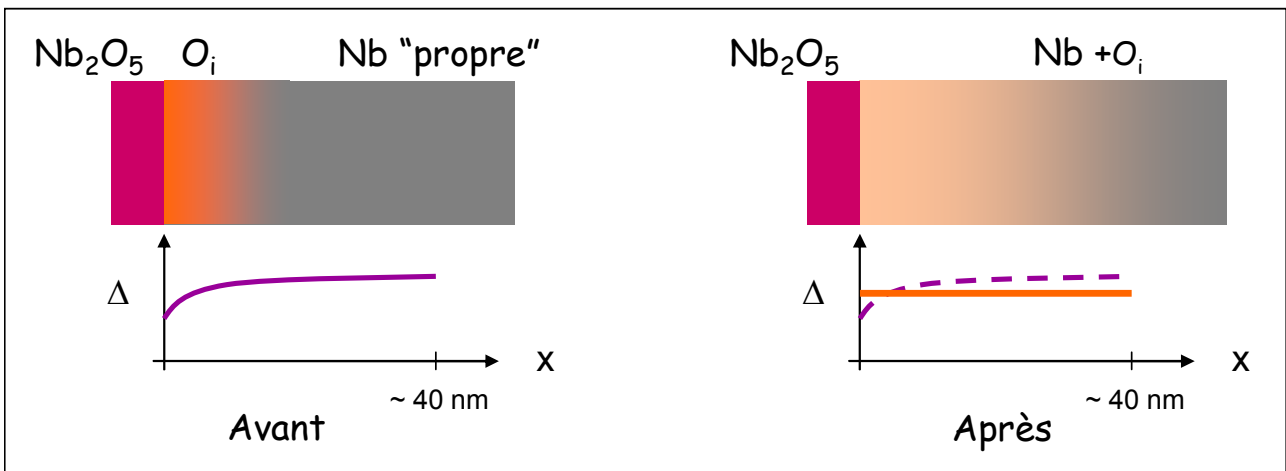 Nb₂O₅ Oᵢ Nb “propre”
Δ
x
~ 40 nm
Avant
Nb₂O₅ Nb +Oᵢ
Δ
x
~ 40 nm
Après